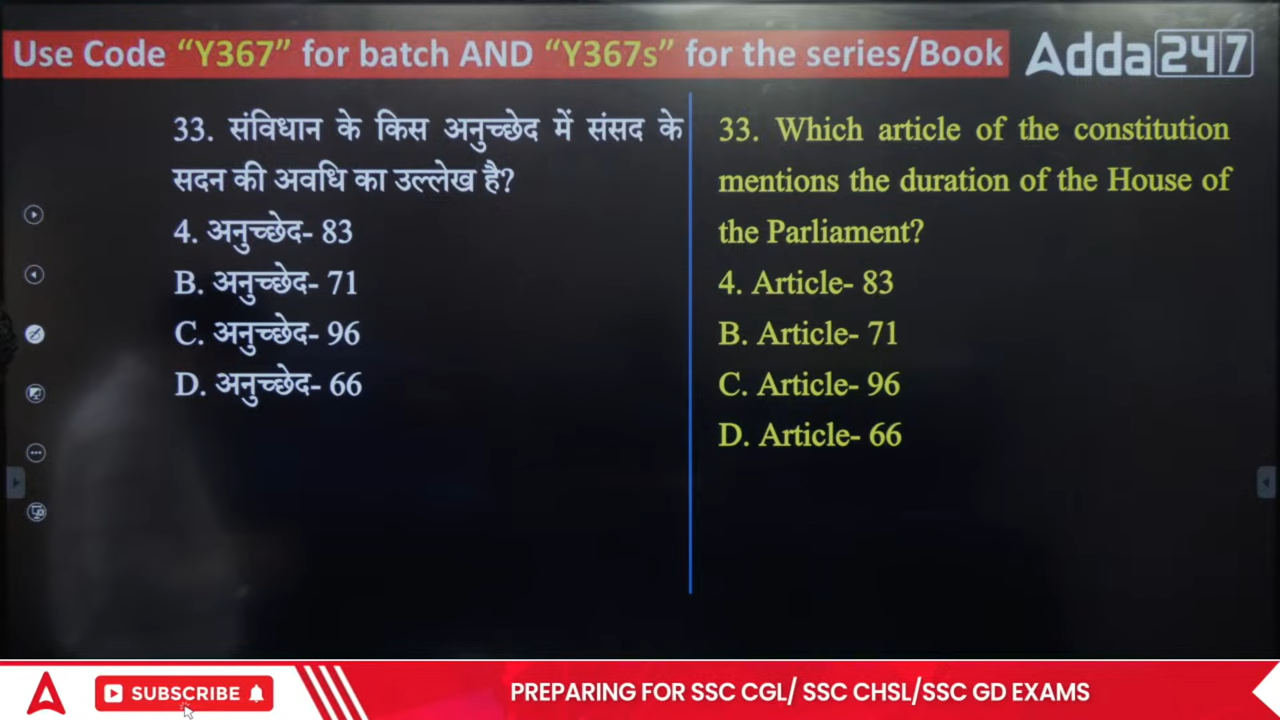 Use Code “Y367” for batch AND “Y367s” for the series/Book
Adda247
33. संविधान के किस अनुच्छेद में संसद के
सदन की अवधि का उल्लेख है?
4. अनुच्छेद- 83
B. अनुच्छेद- 71
C. अनुच्छेद- 96
D. अनुच्छेद- 66
33. Which article of the constitution
mentions the duration of the House of
the Parliament?
4. Article- 83
B. Article- 71
C. Article- 96
D. Article- 66
SUBSCRIBE
PREPARING FOR SSC CGL/ SSC CHSL/SSC GD EXAMS